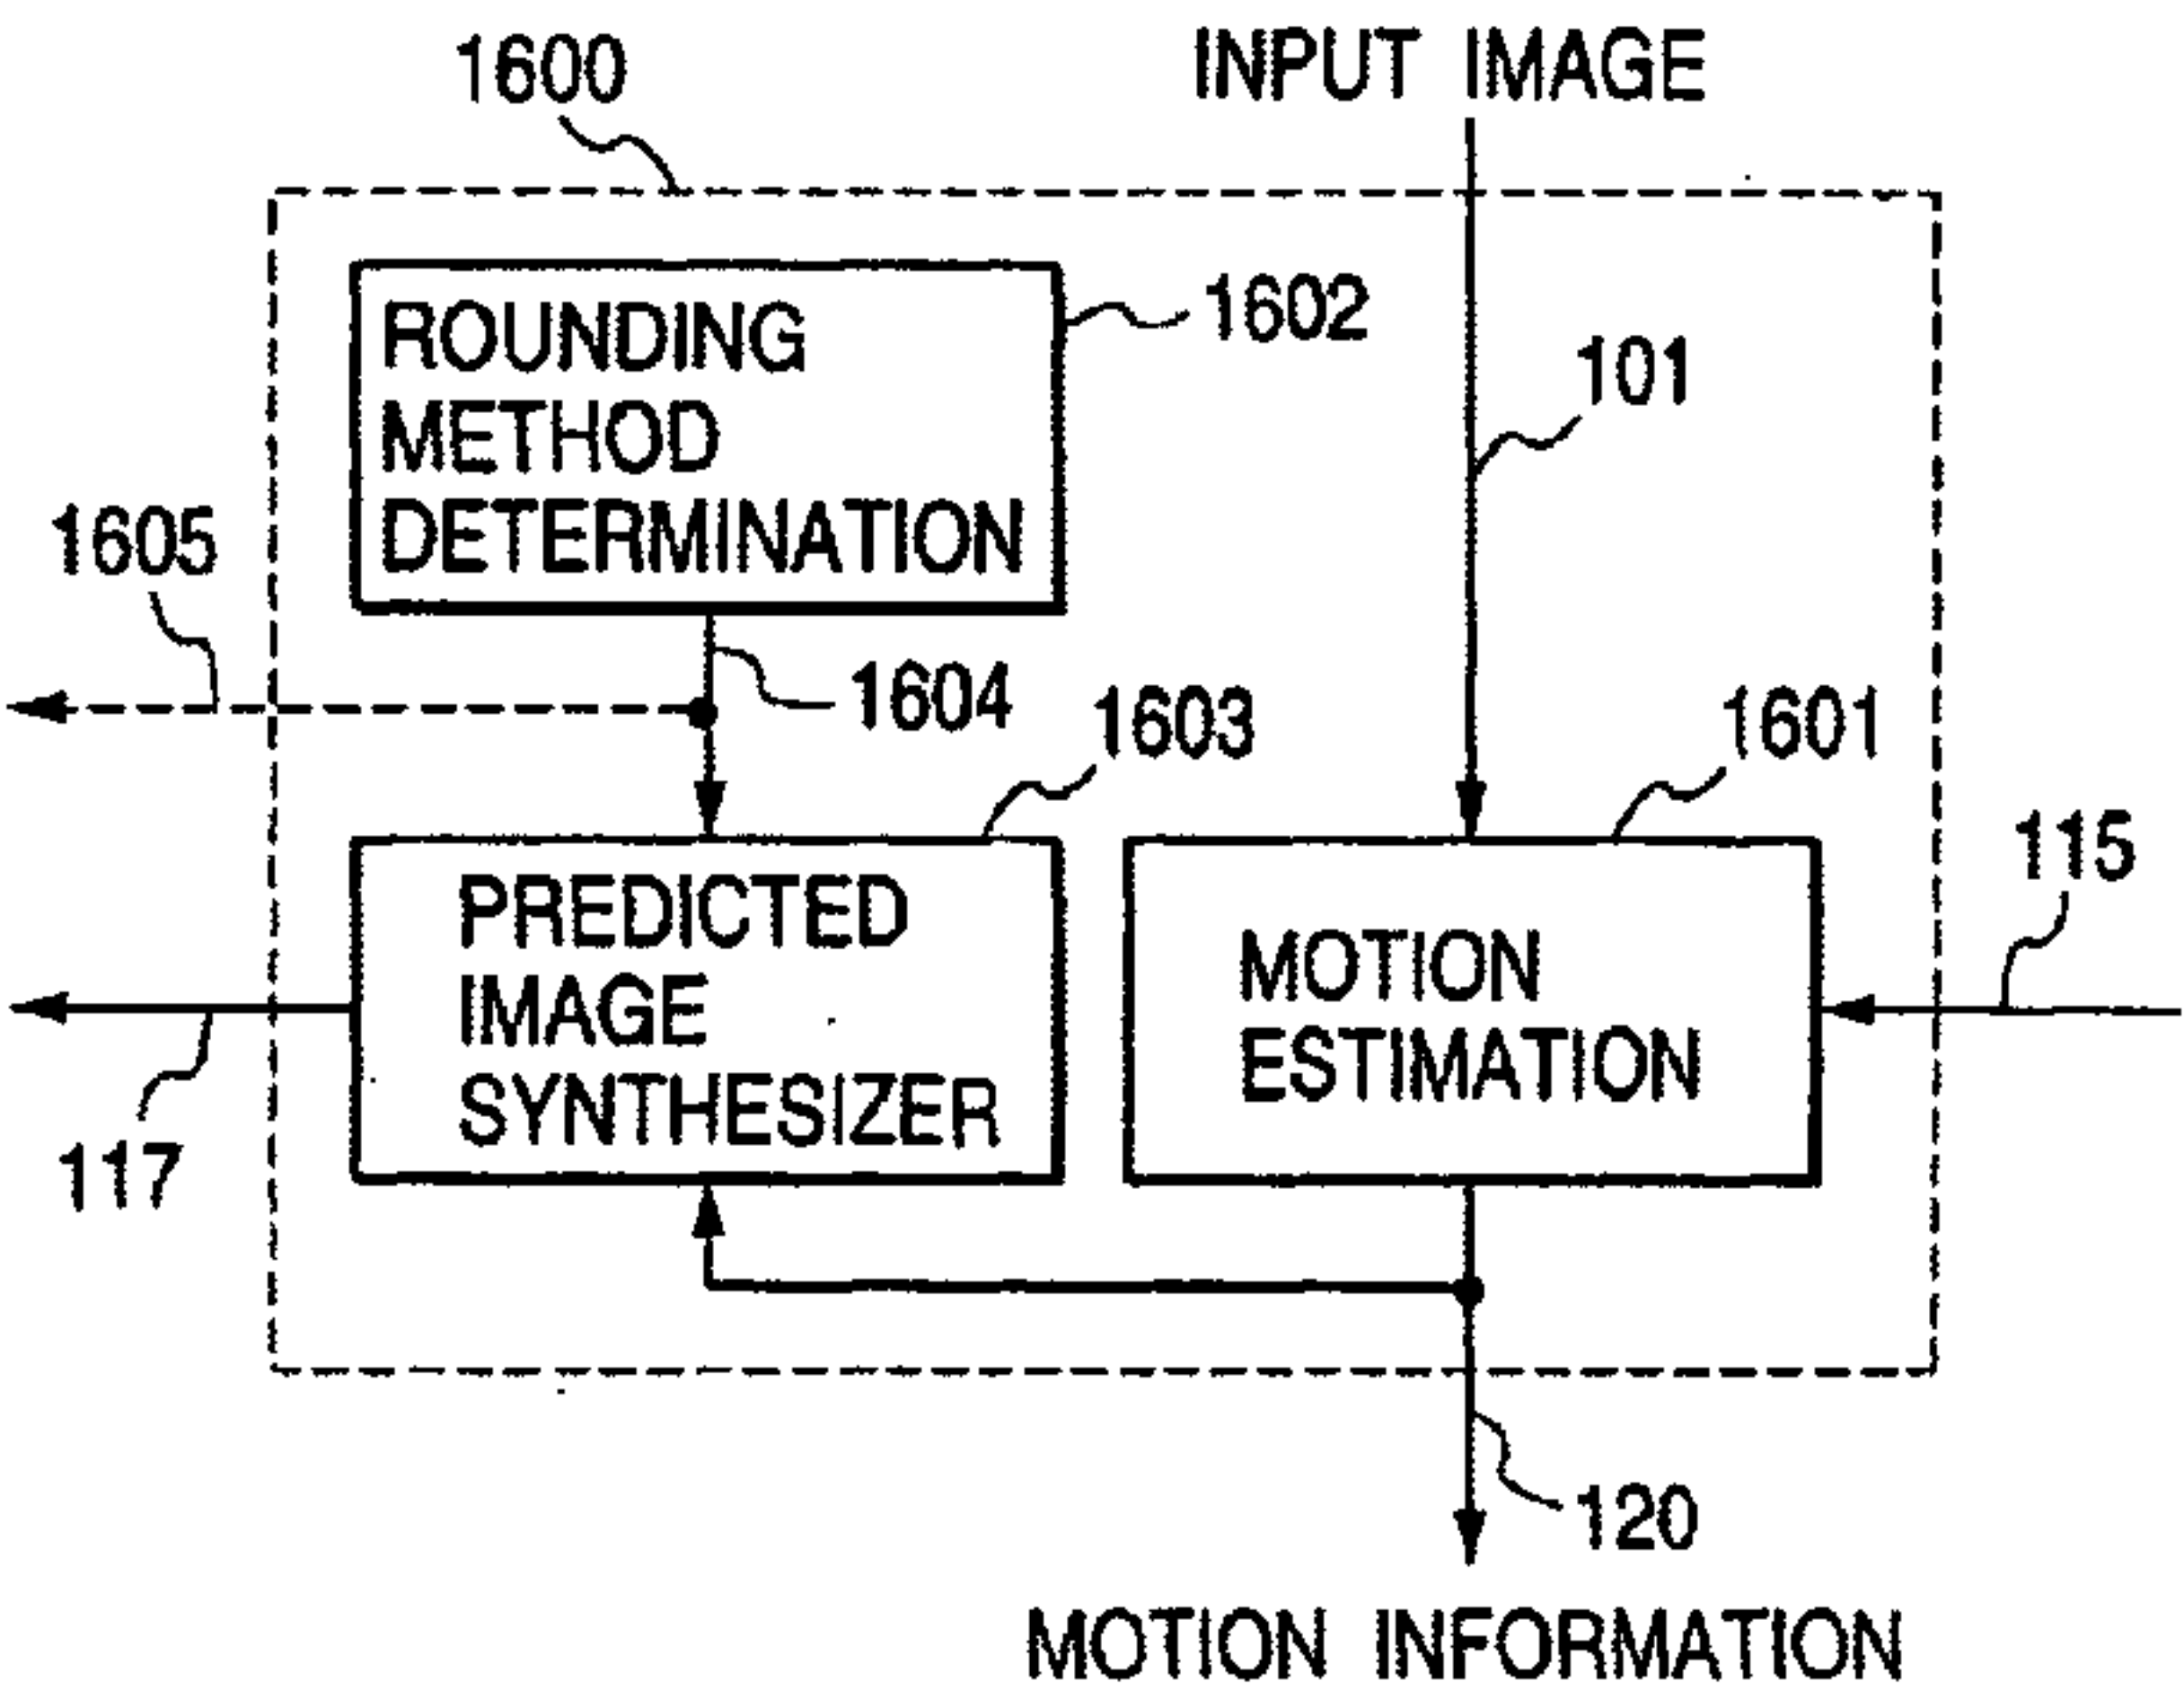 1600
INPUT IMAGE
ROUNDING
METHOD
DETERMINATION
1602
101
1605
1604
1603
1601
115
PREDICTED
IMAGE
SYNTHESIZER
MOTION
ESTIMATION
117
120
MOTION INFORMATION